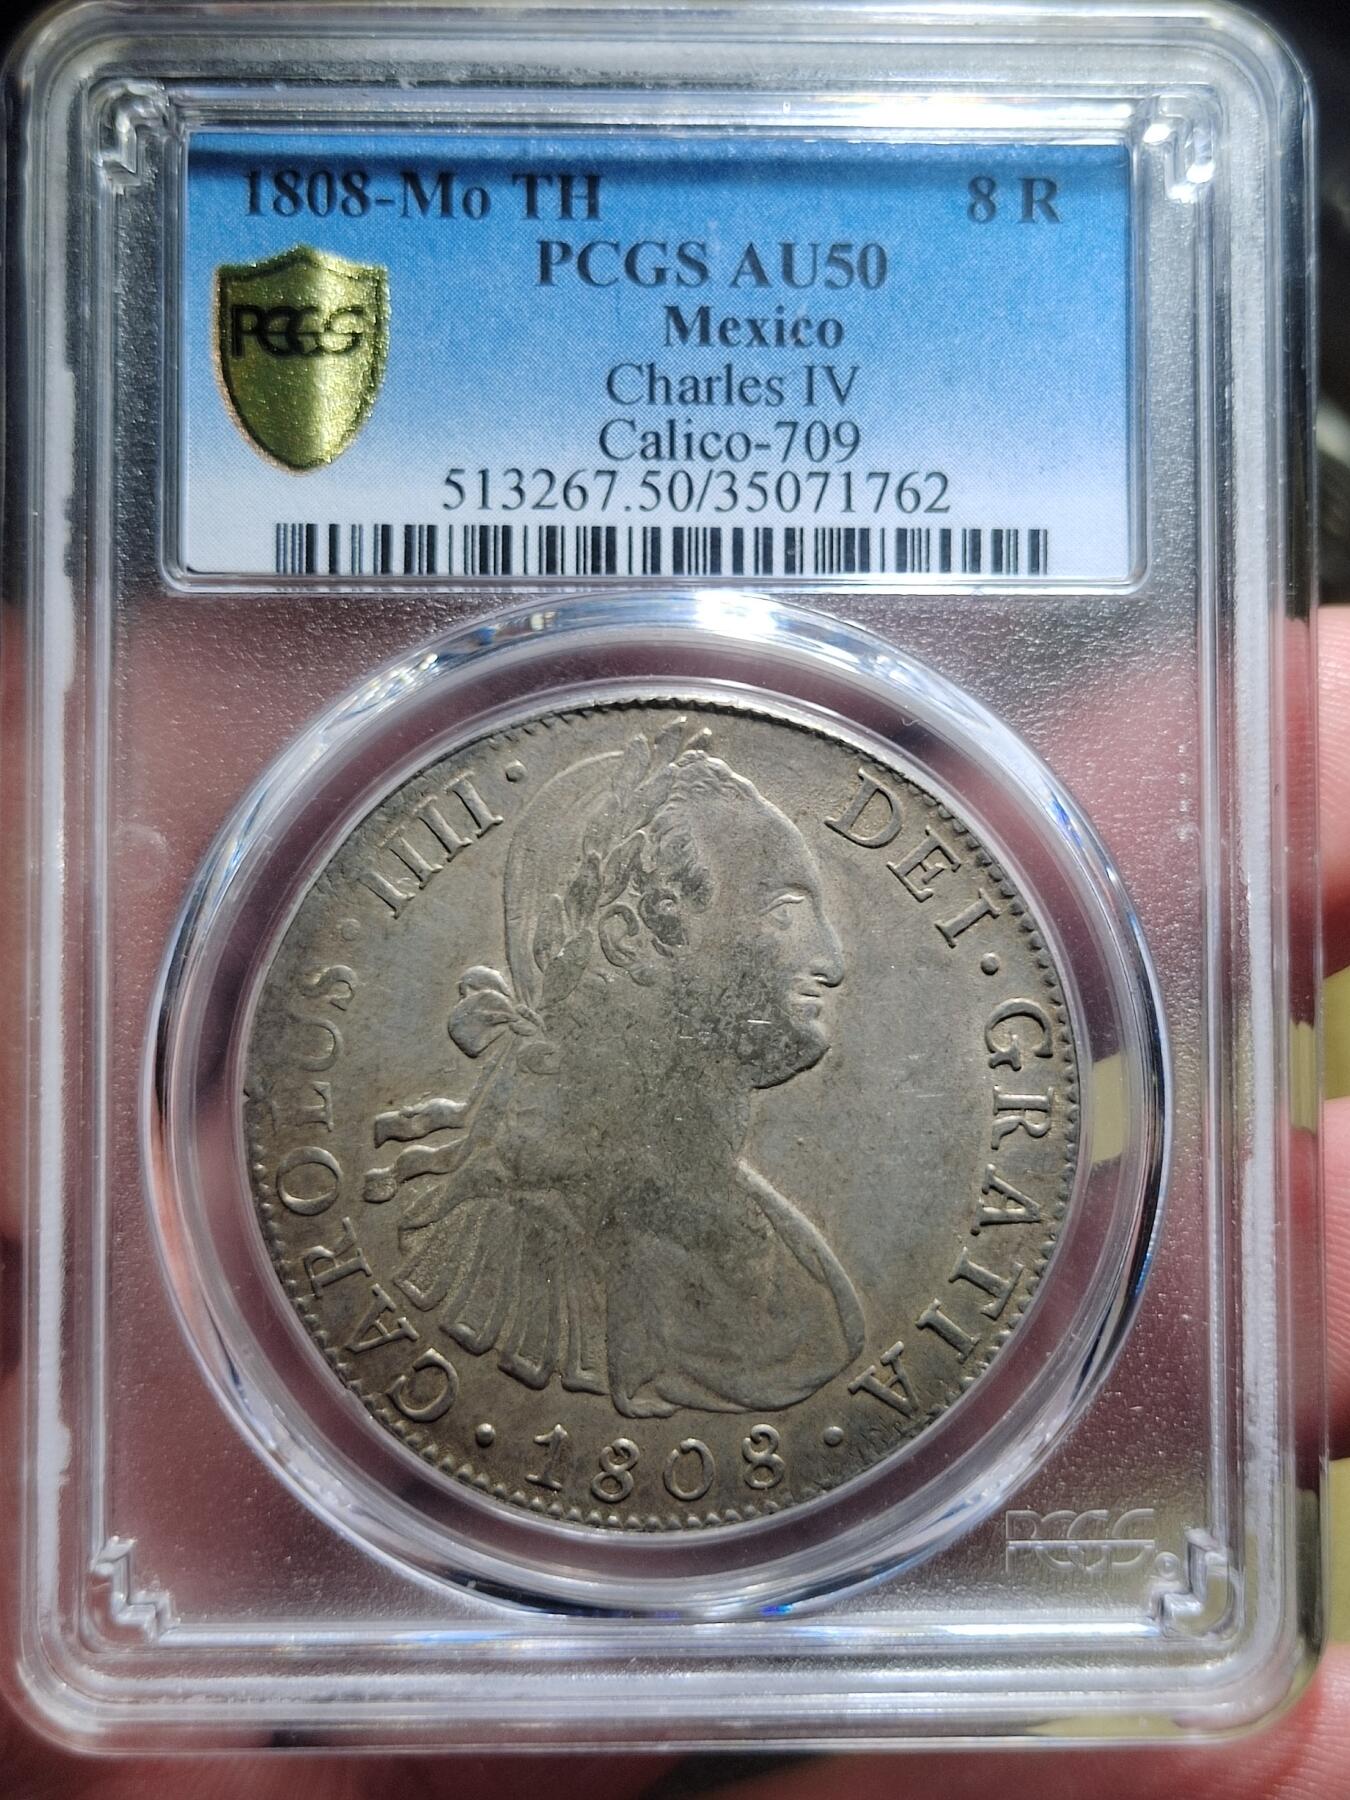 1808-Mo TH 8 R
PCGS AU50
PCGS
Mexico
Charles IV
Calico-709
513267.50/35071762
CAROLUS · IIII · DEI · GRATIA
· 1808 ·
PCGS